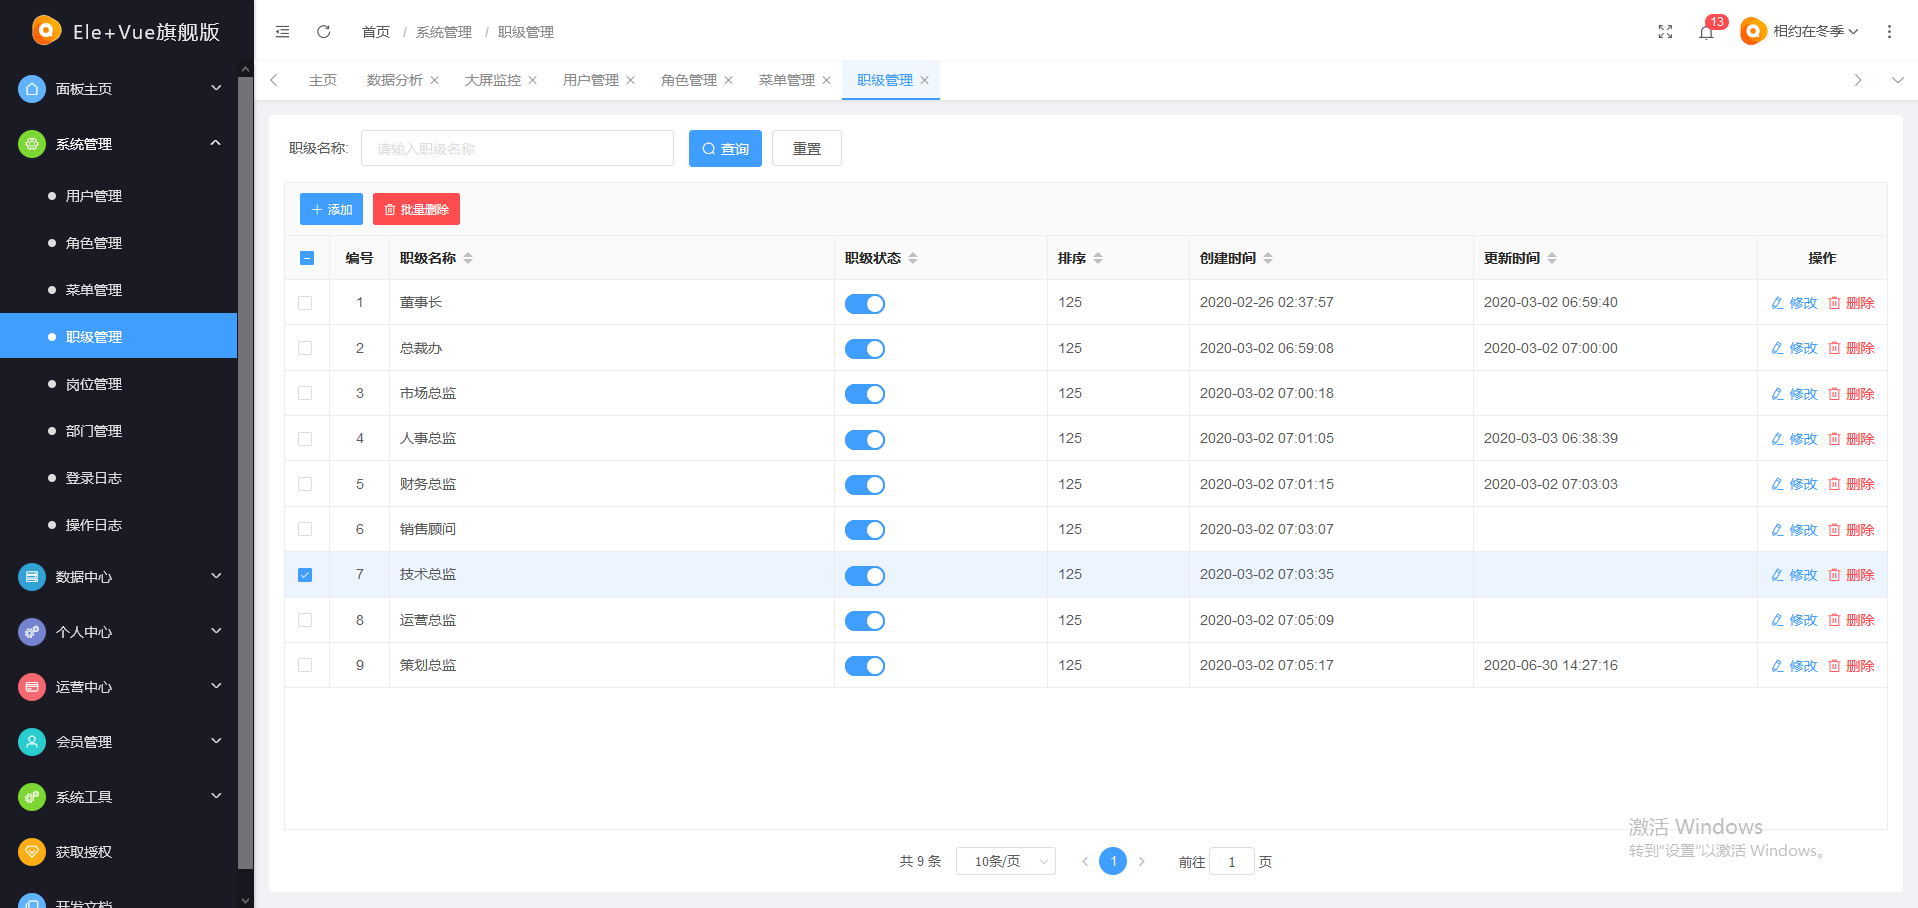 Ele+Vue旗舰版
面板主页
系统管理
用户管理
角色管理
菜单管理
职级管理
岗位管理
部门管理
登录日志
操作日志
数据中心
个人中心
运营中心
会员管理
系统工具
获取授权
开发文档
首页 / 系统管理 / 职级管理
13
相约在冬季
主页 数据分析 大屏监控 用户管理 角色管理 菜单管理 职级管理
职级名称: 请输入职级名称 查询 重置
添加 批量删除
编号 职级名称 职级状态 排序 创建时间 更新时间 操作
1 董事长 125 2020-02-26 02:37:57 2020-03-02 06:59:40 修改 删除
2 总裁办 125 2020-03-02 06:59:08 2020-03-02 07:00:00 修改 删除
3 市场总监 125 2020-03-02 07:00:18 修改 删除
4 人事总监 125 2020-03-02 07:01:05 2020-03-03 06:38:39 修改 删除
5 财务总监 125 2020-03-02 07:01:15 2020-03-02 07:03:03 修改 删除
6 销售顾问 125 2020-03-02 07:03:07 修改 删除
7 技术总监 125 2020-03-02 07:03:35 修改 删除
8 运营总监 125 2020-03-02 07:05:09 修改 删除
9 策划总监 125 2020-03-02 07:05:17 2020-06-30 14:27:16 修改 删除
共 9 条 10条/页 1 前往 1 页
激活 Windows
转到"设置"以激活 Windows。